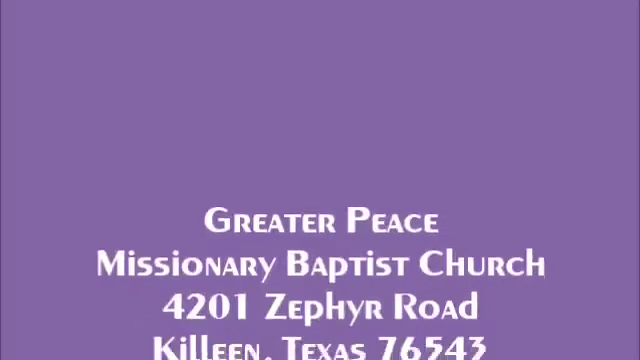 Greater Peace
Missionary Baptist Church
4201 Zephyr Road
Killeen, Texas 76543